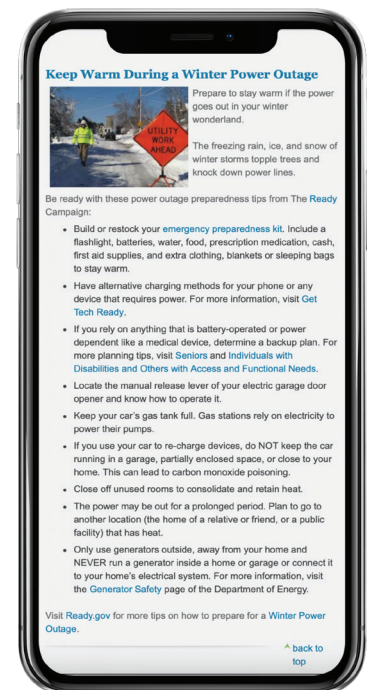 Keep Warm During a Winter Power Outage
UTILITY
WORK
AHEAD
Prepare to stay warm if the power
goes out in your winter
wonderland.
The freezing rain, ice, and snow of
winter storms topple trees and
knock down power lines.
Be ready with these power outage preparedness tips from The Ready
Campaign:
• Build or restock your emergency preparedness kit. Include a
flashlight, batteries, water, food, prescription medication, cash,
first aid supplies, and extra clothing, blankets or sleeping bags
to stay warm.
• Have alternative charging methods for your phone or any
device that requires power. For more information, visit Get
Tech Ready.
• If you rely on anything that is battery-operated or power
dependent like a medical device, determine a backup plan. For
more planning tips, visit Seniors and Individuals with
Disabilities and Others with Access and Functional Needs.
• Locate the manual release lever of your electric garage door
opener and know how to operate it.
• Keep your car's gas tank full. Gas stations rely on electricity to
power their pumps.
• If you use your car to re-charge devices, do NOT keep the car
running in a garage, partially enclosed space, or close to your
home. This can lead to carbon monoxide poisoning.
• Close off unused rooms to consolidate and retain heat.
• The power may be out for a prolonged period. Plan to go to
another location (the home of a relative or friend, or a public
facility) that has heat.
• Only use generators outside, away from your home and
NEVER run a generator inside a home or garage or connect it
to your home's electrical system. For more information, visit
the Generator Safety page of the Department of Energy.
Visit Ready.gov for more tips on how to prepare for a Winter Power
Outage.
^ back to
top